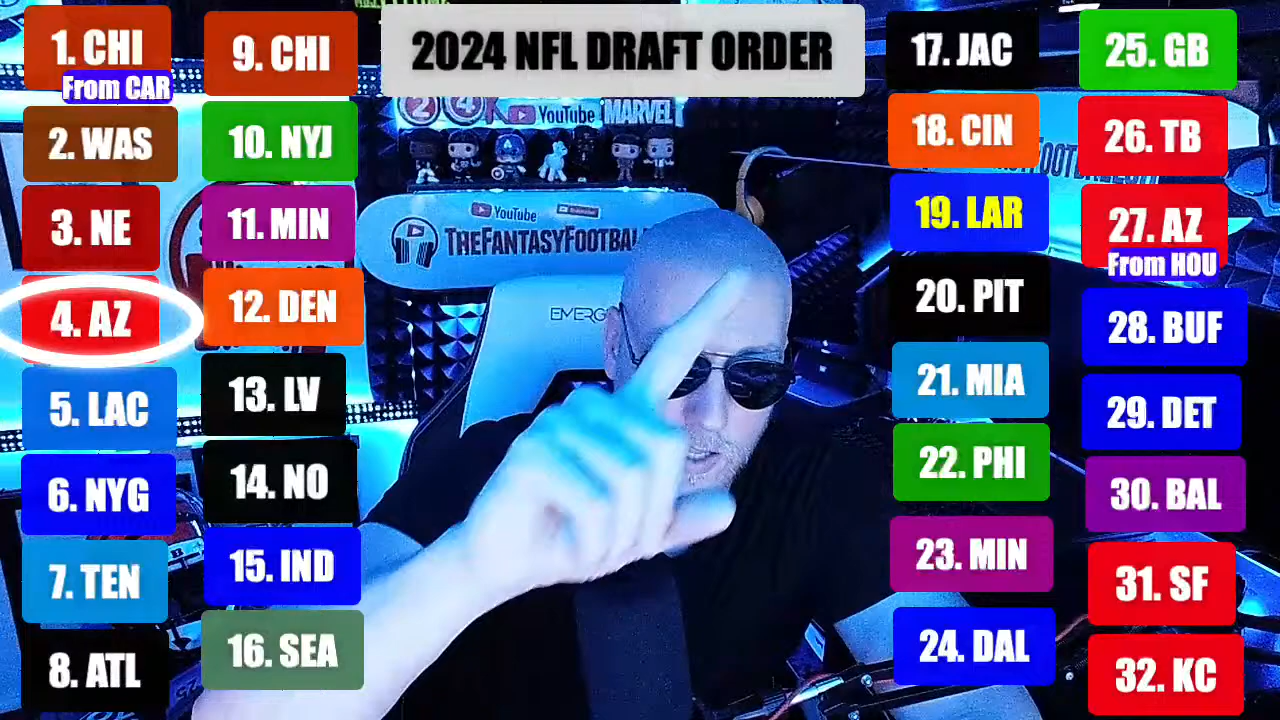 1. CHI
From CAR
2. WAS
3. NE
4. AZ
5. LAC
6. NYG
7. TEN
8. ATL
9. CHI
10. NYJ
11. MIN
12. DEN
13. LV
14. NO
15. IND
16. SEA
2024 NFL DRAFT ORDER
YouTube MARVEL
YouTube
THEFANTASYFOOTBAL
EMERG
17. JAC
18. CIN
19. LAR
20. PIT
21. MIA
22. PHI
23. MIN
24. DAL
25. GB
26. TB
27. AZ
From HOU
28. BUF
29. DET
30. BAL
31. SF
32. KC